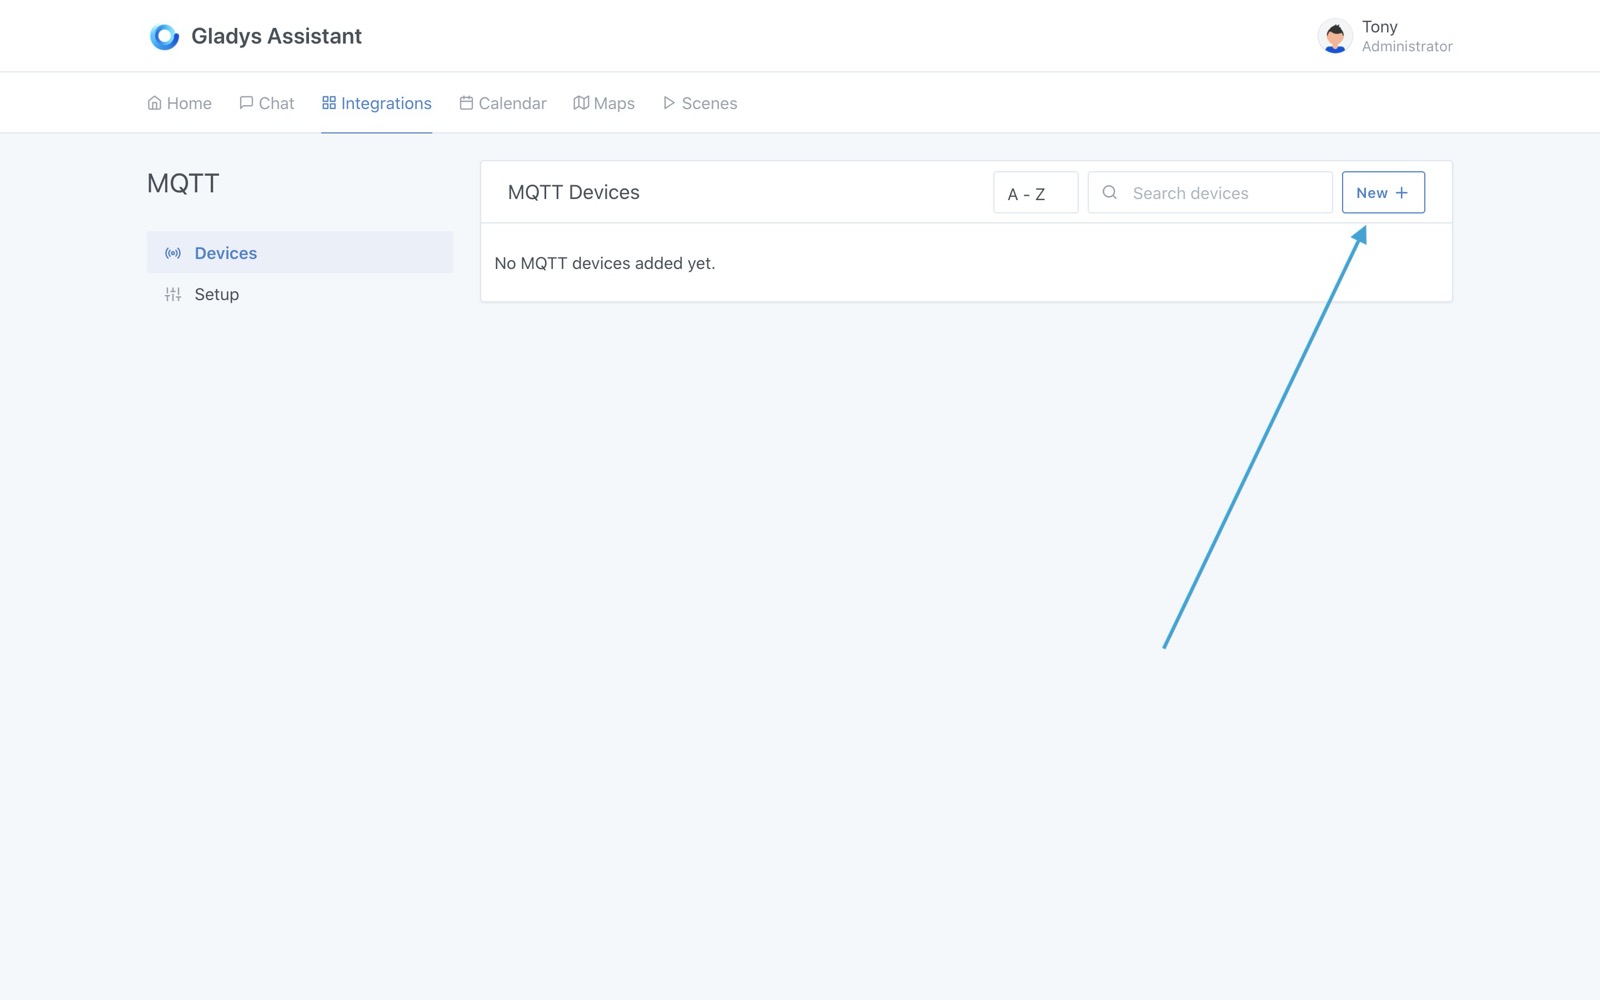 Gladys Assistant
Tony
Administrator
Home Chat Integrations Calendar Maps Scenes
MQTT
Devices
Setup
MQTT Devices
A - Z
Search devices
New +
No MQTT devices added yet.